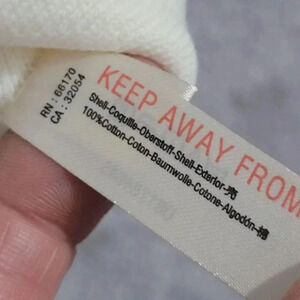 RN: 66170
CA: 32054
KEEP AWAY FROM
Shell-Coquille-Oberstoff-Shell-Exterior-壳
100%Cotton-Coton-Baumwolle-Cotone-Algodón-棉